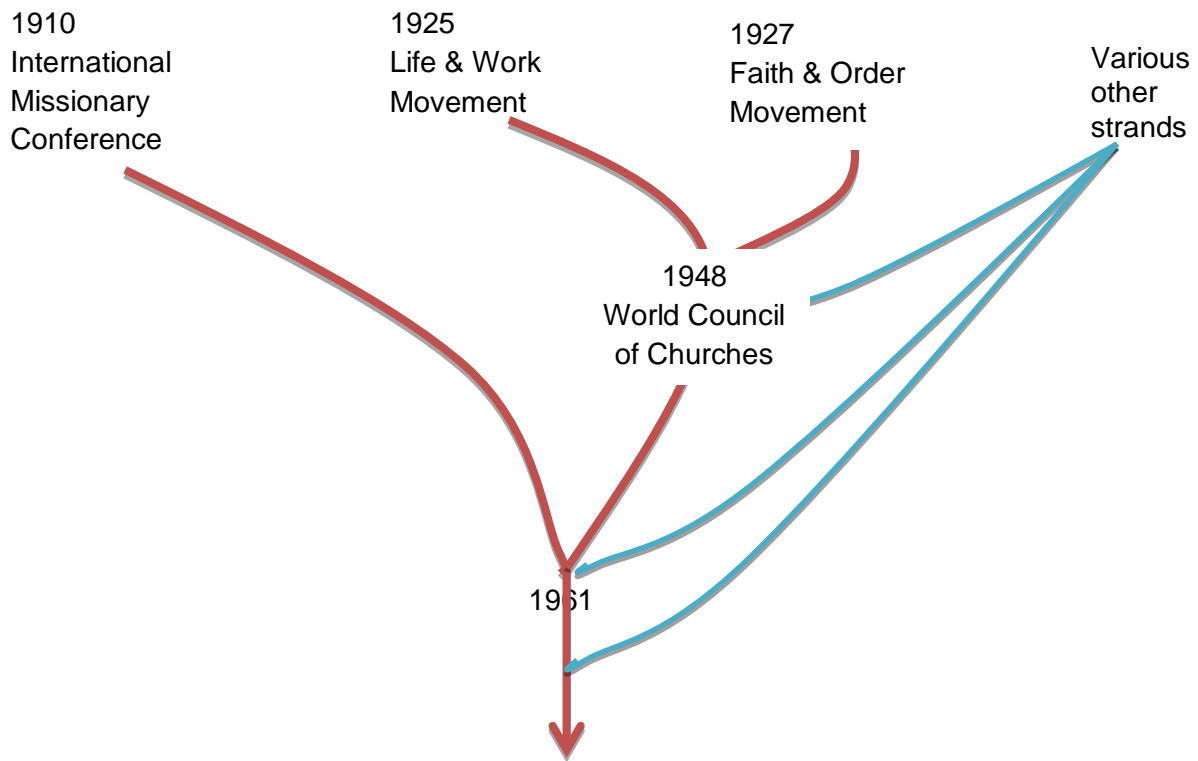 1910
International
Missionary
Conference
1925
Life & Work
Movement
1927
Faith & Order
Movement
Various
other
strands
1948
World Council
of Churches
1961